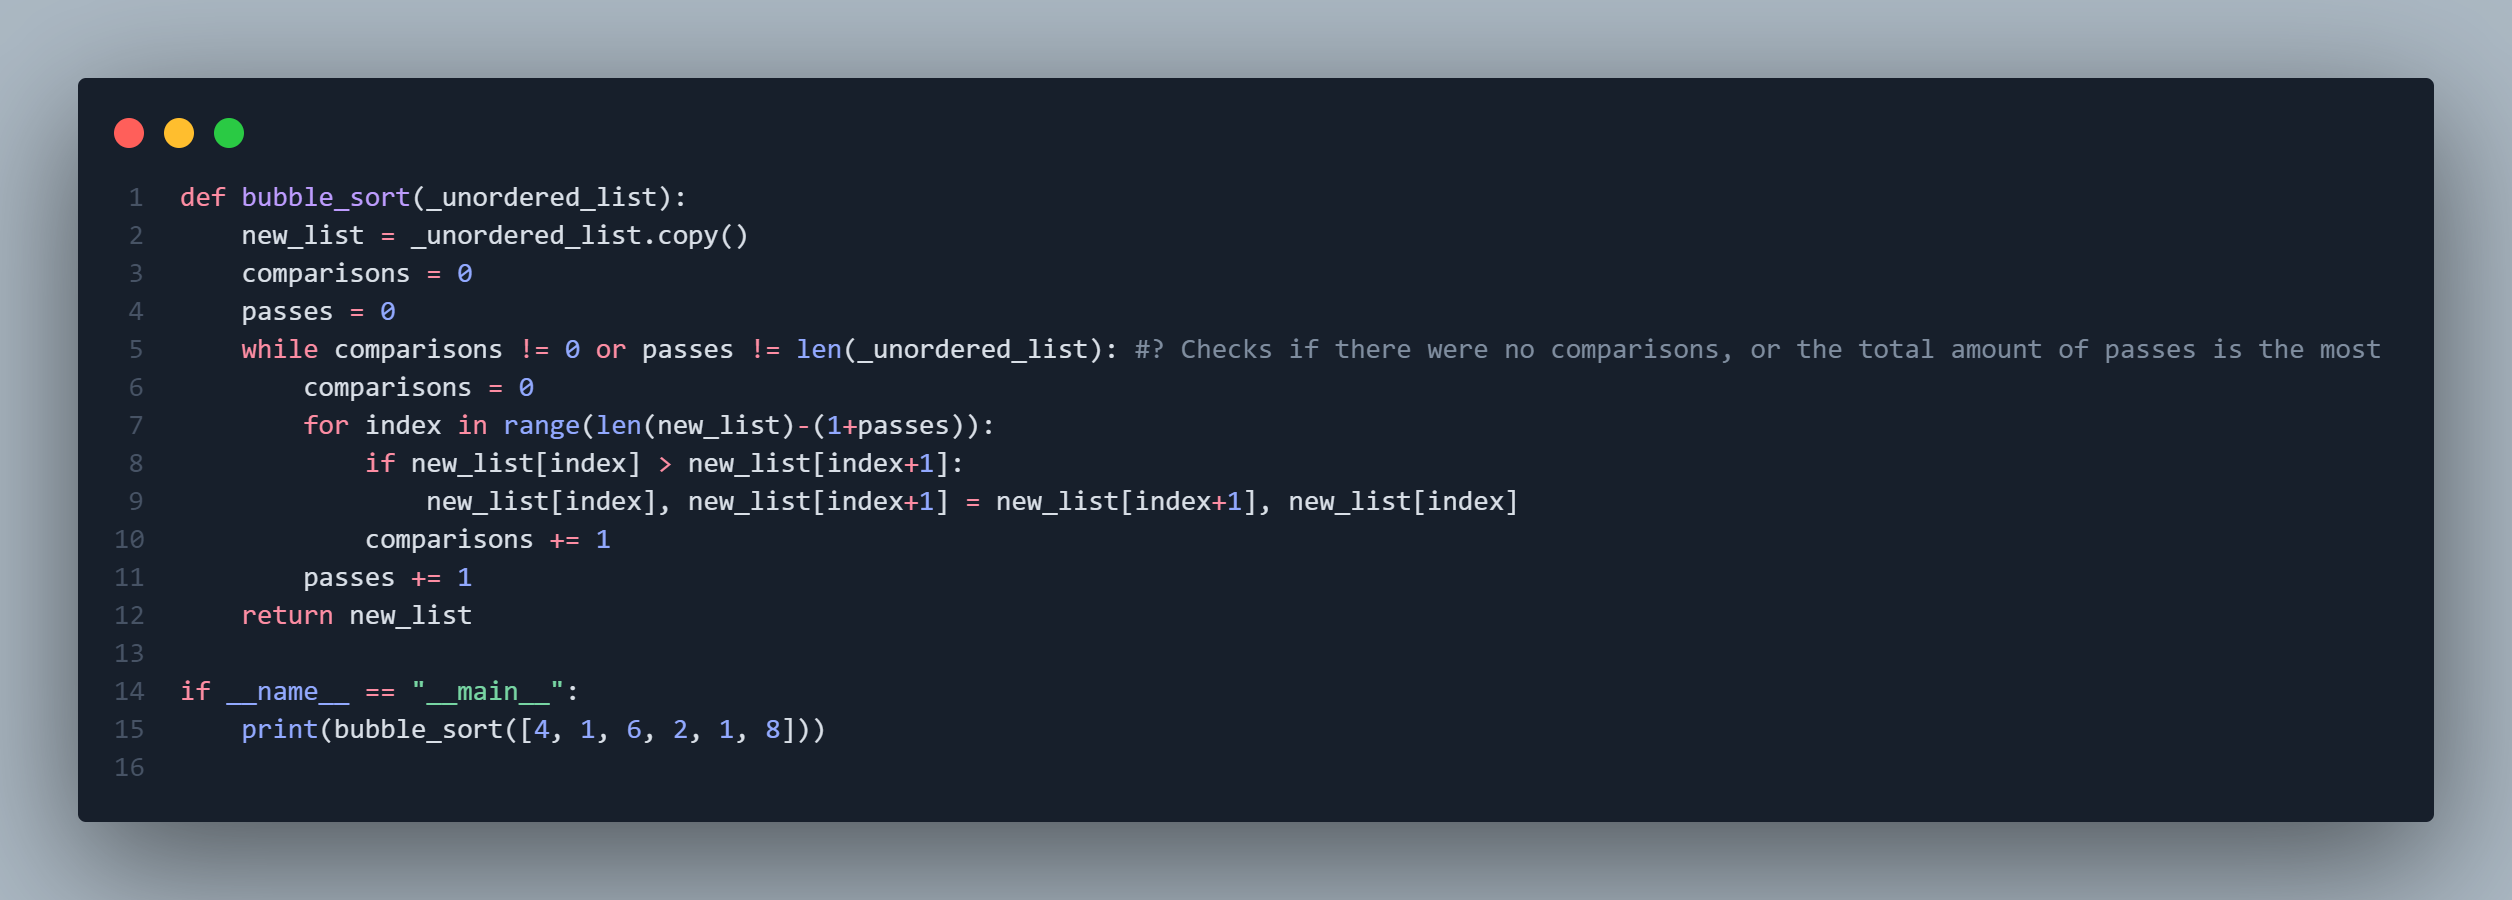 1 def bubble_sort(_unordered_list):
2     new_list = _unordered_list.copy()
3     comparisons = 0
4     passes = 0
5     while comparisons != 0 or passes != len(_unordered_list): #? Checks if there were no comparisons, or the total amount of passes is the most
6         comparisons = 0
7         for index in range(len(new_list)-(1+passes)):
8             if new_list[index] > new_list[index+1]:
9                 new_list[index], new_list[index+1] = new_list[index+1], new_list[index]
10             comparisons += 1
11         passes += 1
12     return new_list
13
14 if __name__ == "__main__":
15     print(bubble_sort([4, 1, 6, 2, 1, 8]))
16